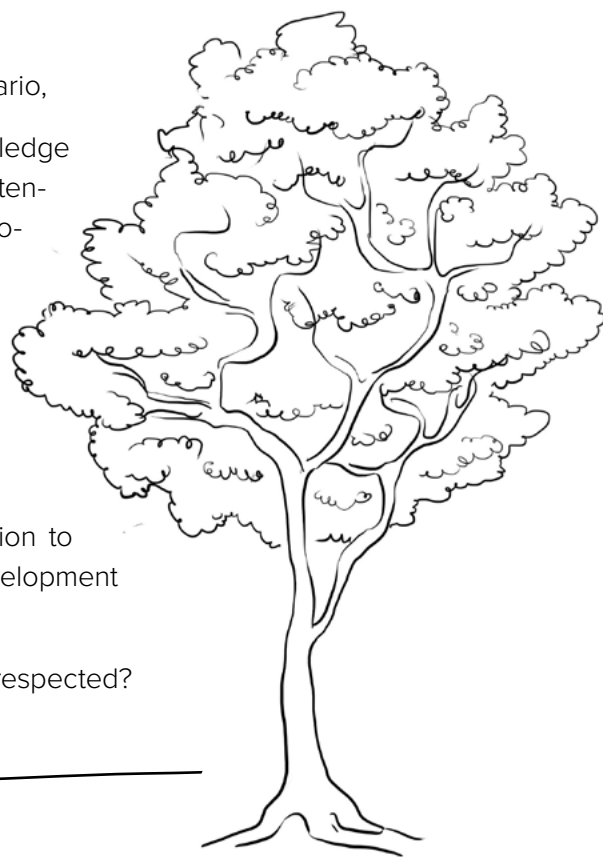 ario,
ledge
ten-
o-
ion to
elopment
respected?